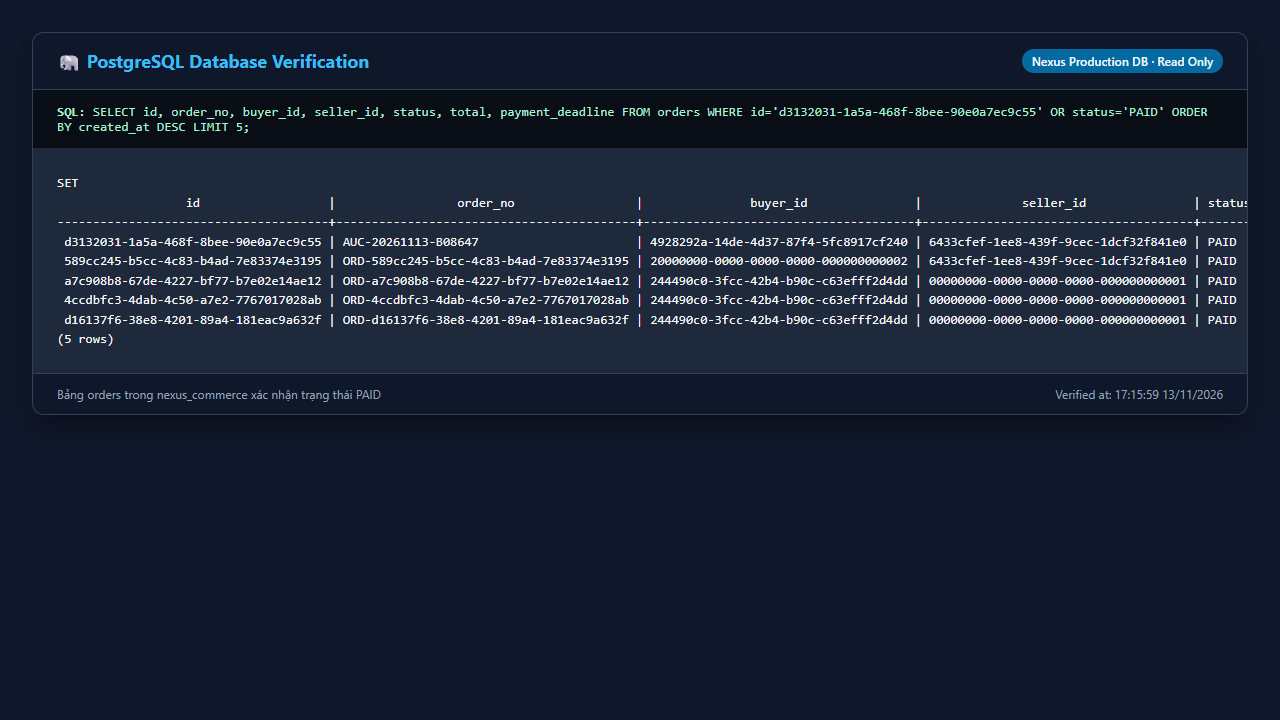 🐘 PostgreSQL Database Verification
Nexus Production DB · Read Only
SQL: SELECT id, order_no, buyer_id, seller_id, status, total, payment_deadline FROM orders WHERE id='d3132031-1a5a-468f-8bee-90e0a7ec9c55' OR status='PAID' ORDER
BY created_at DESC LIMIT 5;
SET
id | order_no | buyer_id | seller_id | status
--------------------------------------+------------------------------------------+--------------------------------------+--------------------------------------+-------
d3132031-1a5a-468f-8bee-90e0a7ec9c55 | AUC-20261113-B08647 | 4928292a-14de-4d37-87f4-5fc8917cf240 | 6433cfef-1ee8-439f-9cec-1dcf32f841e0 | PAID
589cc245-b5cc-4c83-b4ad-7e83374e3195 | ORD-589cc245-b5cc-4c83-b4ad-7e83374e3195 | 20000000-0000-0000-0000-000000000002 | 6433cfef-1ee8-439f-9cec-1dcf32f841e0 | PAID
a7c908b8-67de-4227-bf77-b7e02e14ae12 | ORD-a7c908b8-67de-4227-bf77-b7e02e14ae12 | 244490c0-3fcc-42b4-b90c-c63efff2d4dd | 00000000-0000-0000-0000-000000000001 | PAID
4ccdbfc3-4dab-4c50-a7e2-7767017028ab | ORD-4ccdbfc3-4dab-4c50-a7e2-7767017028ab | 244490c0-3fcc-42b4-b90c-c63efff2d4dd | 00000000-0000-0000-0000-000000000001 | PAID
d16137f6-38e8-4201-89a4-181eac9a632f | ORD-d16137f6-38e8-4201-89a4-181eac9a632f | 244490c0-3fcc-42b4-b90c-c63efff2d4dd | 00000000-0000-0000-0000-000000000001 | PAID
(5 rows)
Bảng orders trong nexus_commerce xác nhận trạng thái PAID
Verified at: 17:15:59 13/11/2026